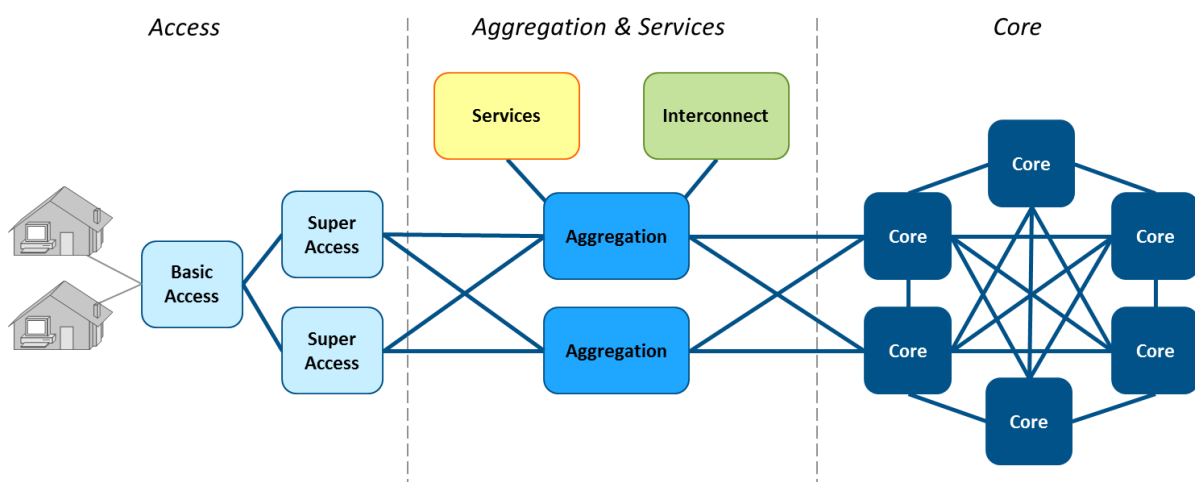 Access
Aggregation & Services
Core
Services
Interconnect
Core
Super
Access
Aggregation
Core
Core
Basic
Access
Super
Access
Aggregation
Core
Core
Core